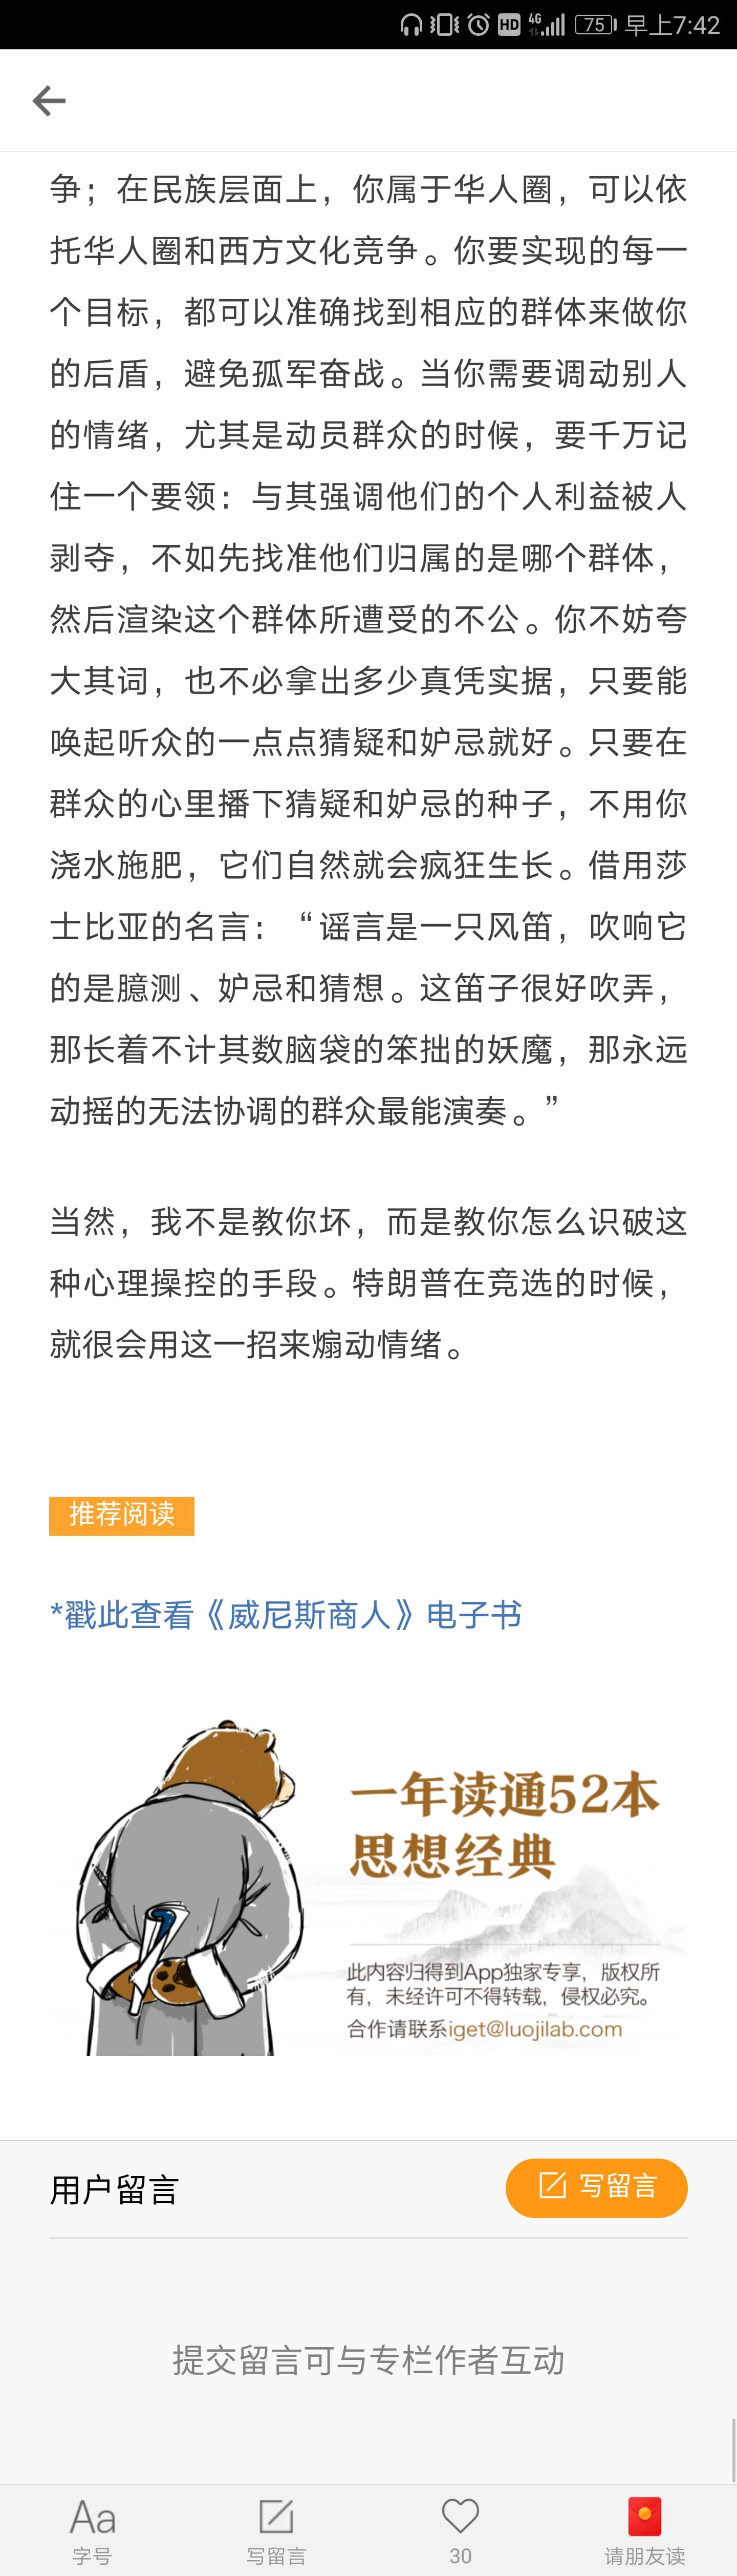 HD 4G 75 早上7:42
争；在民族层面上，你属于华人圈，可以依
托华人圈和西方文化竞争。你要实现的每一
个目标，都可以准确找到相应的群体来做你
的后盾，避免孤军奋战。当你需要调动别人
的情绪，尤其是动员群众的时候，要千万记
住一个要领：与其强调他们的个人利益被人
剥夺，不如先找准他们归属的是哪个群体，
然后渲染这个群体所遭受的不公。你不妨夸
大其词，也不必拿出多少真凭实据，只要能
唤起听众的一点点猜疑和妒忌就好。只要在
群众的心里播下猜疑和妒忌的种子，不用你
浇水施肥，它们自然就会疯狂生长。借用莎
士比亚的名言：“谣言是一只风笛，吹响它
的是臆测、妒忌和猜想。这笛子很好吹弄，
那长着不计其数脑袋的笨拙的妖魔，那永远
动摇的无法协调的群众最能演奏。”
当然，我不是教你坏，而是教你怎么识破这
种心理操控的手段。特朗普在竞选的时候，
就很会用这一招来煽动情绪。
推荐阅读
*戳此查看《威尼斯商人》电子书
一年读通52本
思想经典
此内容归得到App独家专享，版权所
有，未经许可不得转载，侵权必究。
合作请联系iget@luojilab.com
用户留言
写留言
提交留言可与专栏作者互动
Aa
字号 写留言 30 请朋友读